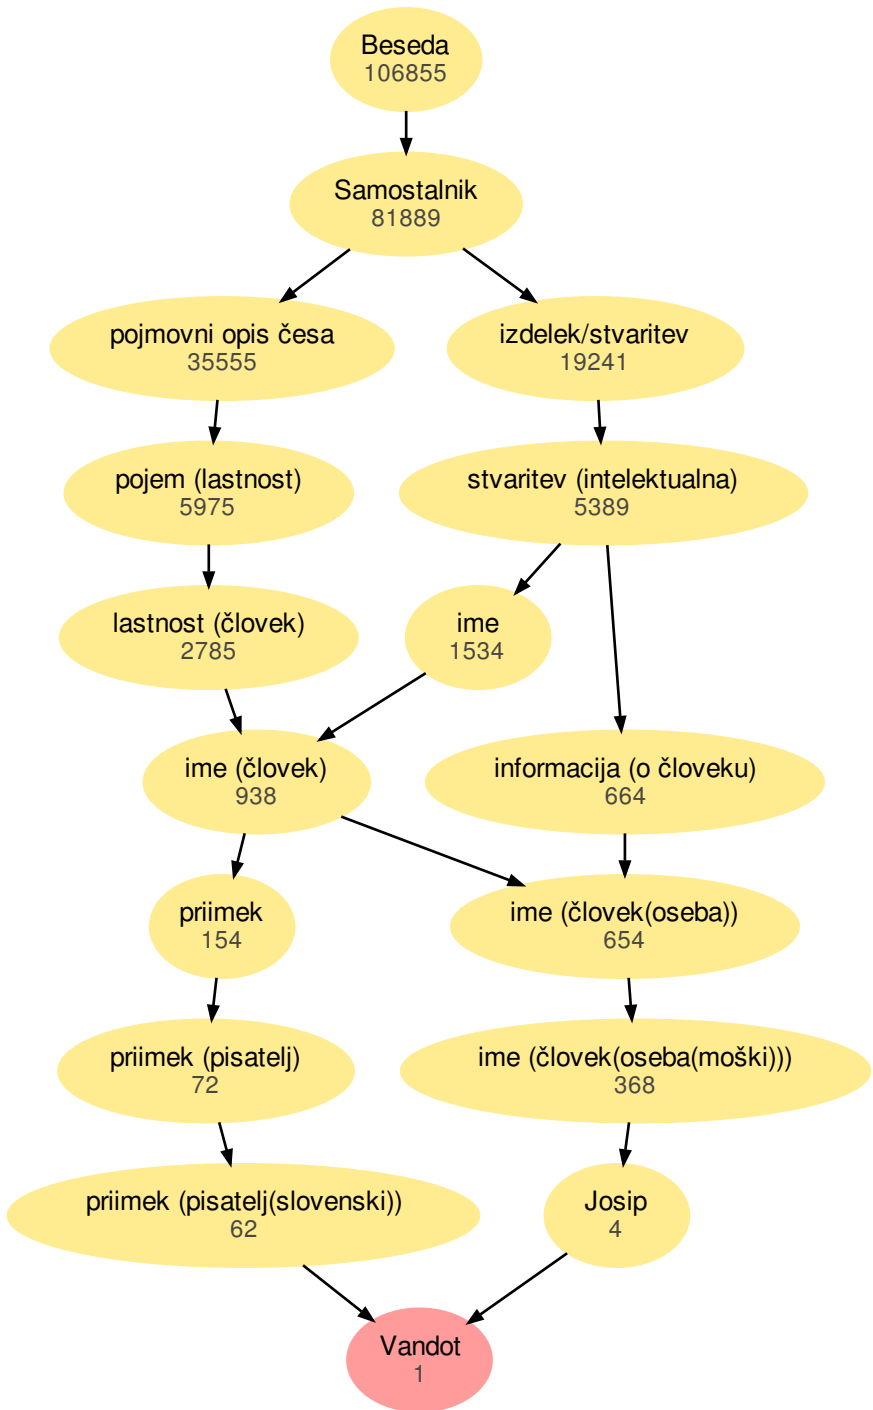 Beseda
106855
Samostalnik
81889
pojmovni opis česa
35555
izdelek/stvaritev
19241
pojem (lastnost)
5975
stvaritev (intelektualna)
5389
lastnost (človek)
2785
ime
1534
ime (človek)
938
informacija (o človeku)
664
priimek
154
ime (človek(oseba))
654
priimek (pisatelj)
72
ime (človek(oseba(moški)))
368
priimek (pisatelj(slovenski))
62
Josip
4
Vandot
1